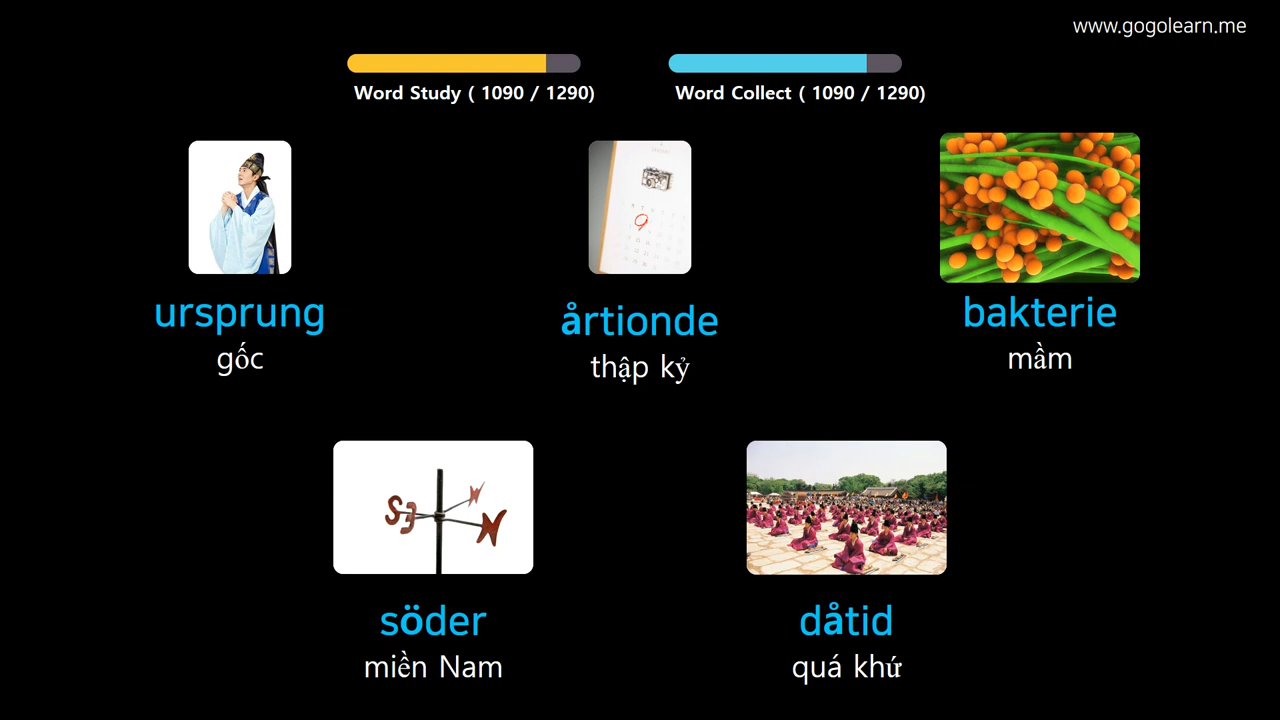 www.gogolearn.me
Word Study ( 1090 / 1290)
Word Collect ( 1090 / 1290)
ursprung
gốc
årtionde
thập kỷ
bakterie
mầm
söder
miền Nam
dåtid
quá khứ